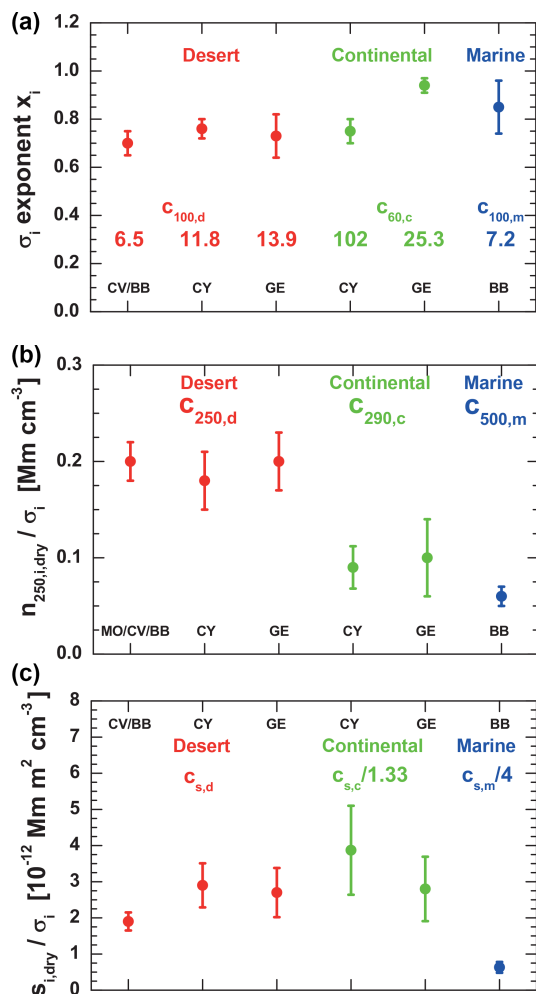 (a)
1.2
Desert Continental Marine
1.0
0.8
0.6
σi exponent xi
0.4
c100,d c60,c c100,m
6.5 11.8 13.9 102 25.3 7.2
0.2
CV/BB CY GE CY GE BB
0.0
(b)
0.3
Desert Continental Marine
c250,d c290,c c500,m
0.2
n250,i,dry / σi [Mm cm-3]
0.1
MO/CV/BB CY GE CY GE BB
0.0
(c)
8
CV/BB CY GE CY GE BB
7
Desert Continental Marine
6
cs,d cs,c/1.33 cs,m/4
5
4
si,dry / σi [10-12 Mm m2 cm-3]
3
2
1
0